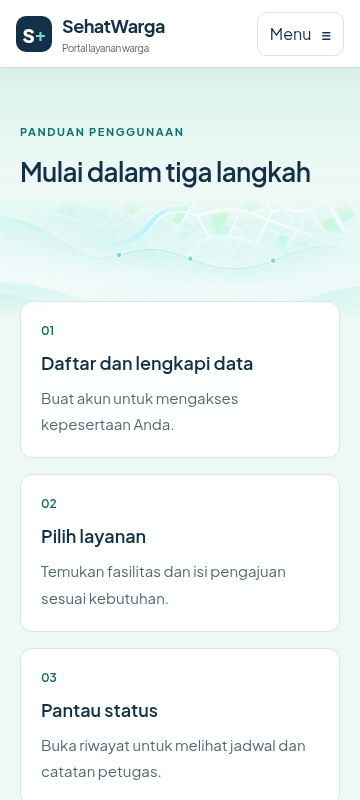 S+
SehatWarga
Portal layanan warga
Menu ≡
PANDUAN PENGGUNAAN
Mulai dalam tiga langkah
01
Daftar dan lengkapi data
Buat akun untuk mengakses
kepesertaan Anda.
02
Pilih layanan
Temukan fasilitas dan isi pengajuan
sesuai kebutuhan.
03
Pantau status
Buka riwayat untuk melihat jadwal dan
catatan petugas.